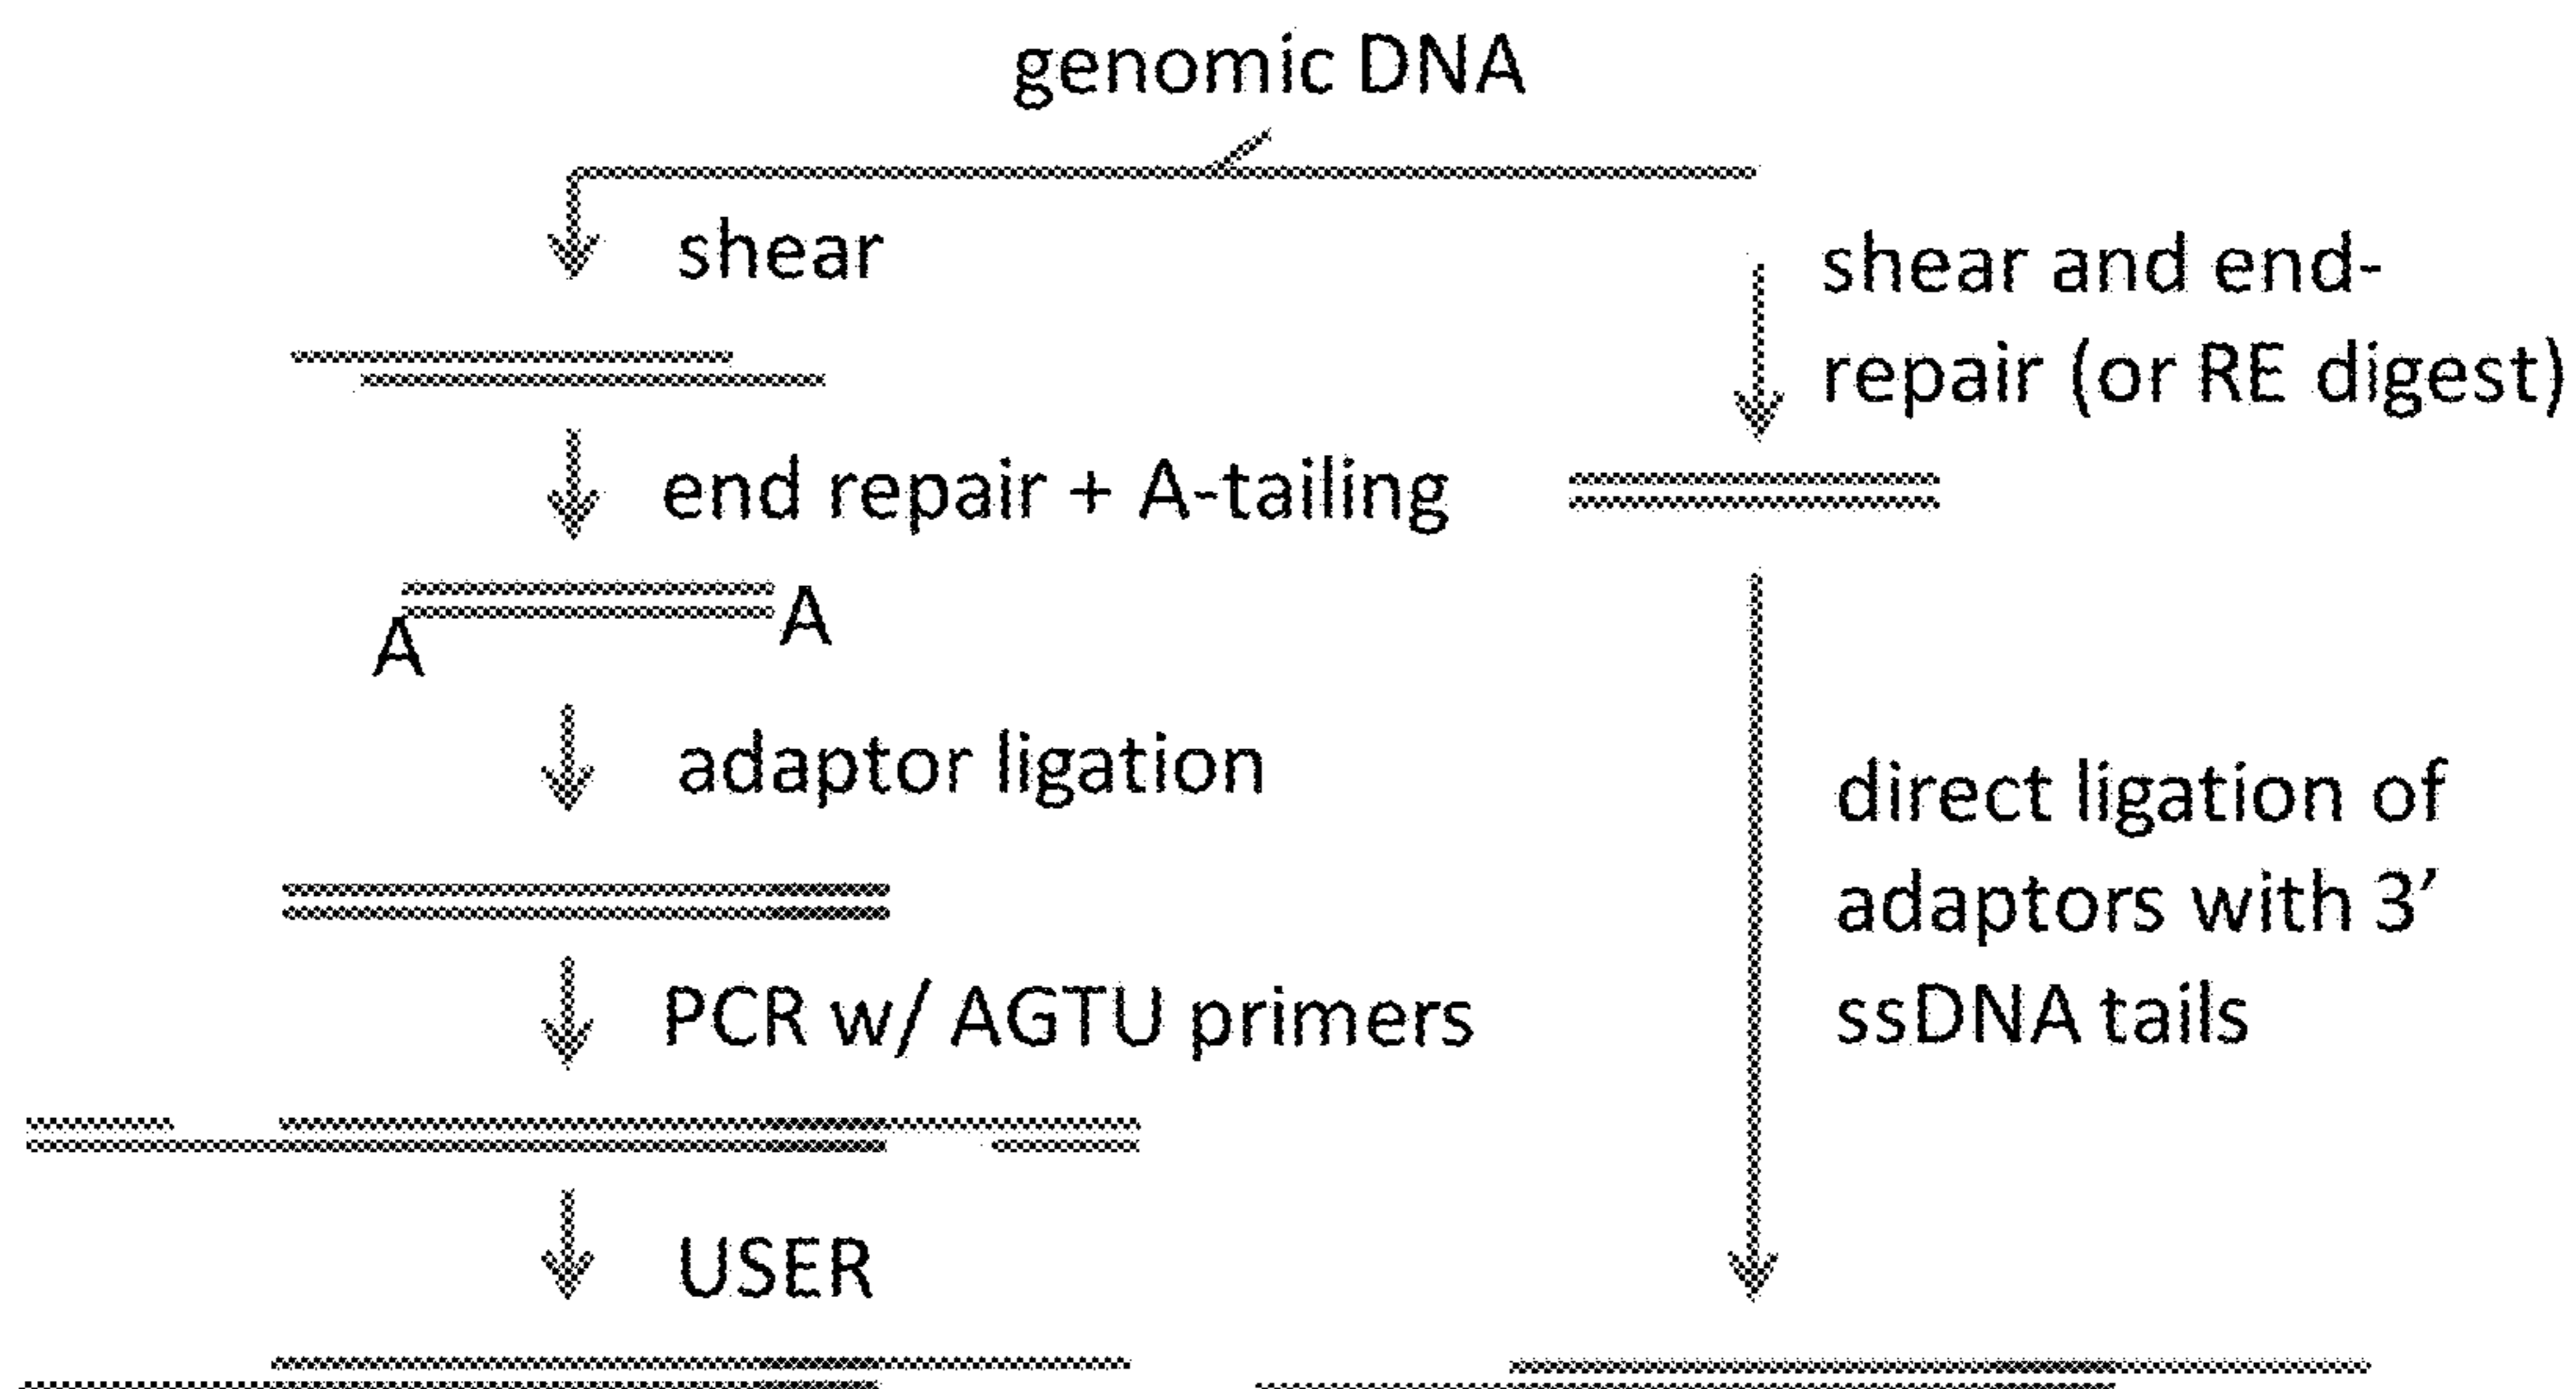 genomic DNA
shear
end repair + A-tailing
A
A
adaptor ligation
PCR w/ AGTU primers
USER
shear and end-
repair (or RE digest)
direct ligation of
adaptors with 3'
ssDNA tails